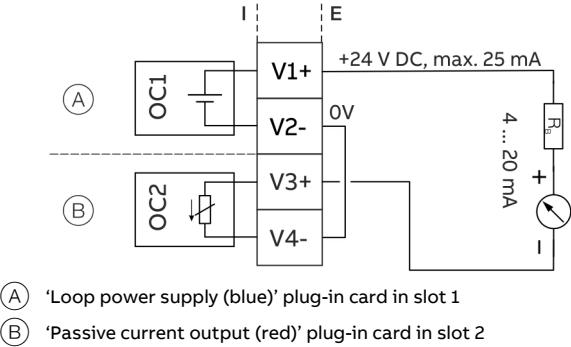 I E
V1+ +24 V DC, max. 25 mA
A OC1
V2- 0V
RB
4 ... 20 mA
V3+ +
B OC2
V4- –
A 'Loop power supply (blue)' plug-in card in slot 1
B 'Passive current output (red)' plug-in card in slot 2